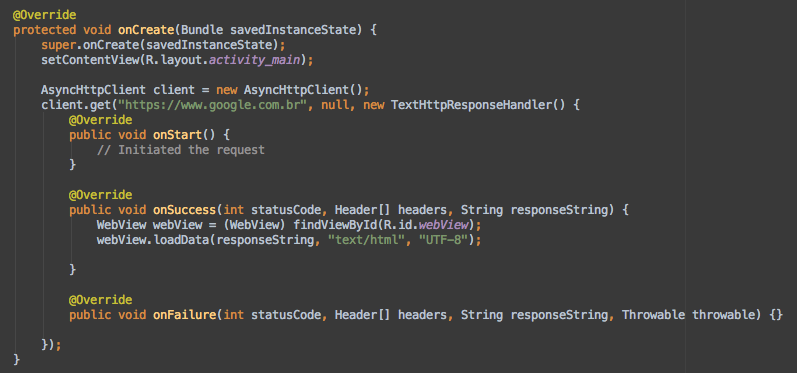 @Override
protected void onCreate(Bundle savedInstanceState) {
    super.onCreate(savedInstanceState);
    setContentView(R.layout.activity_main);

    AsyncHttpClient client = new AsyncHttpClient();
    client.get("https://www.google.com.br", null, new TextHttpResponseHandler() {
        @Override
        public void onStart() {
            // Initiated the request
        }

        @Override
        public void onSuccess(int statusCode, Header[] headers, String responseString) {
            WebView webView = (WebView) findViewById(R.id.webView);
            webView.loadData(responseString, "text/html", "UTF-8");

        }

        @Override
        public void onFailure(int statusCode, Header[] headers, String responseString, Throwable throwable) {}

    });
}